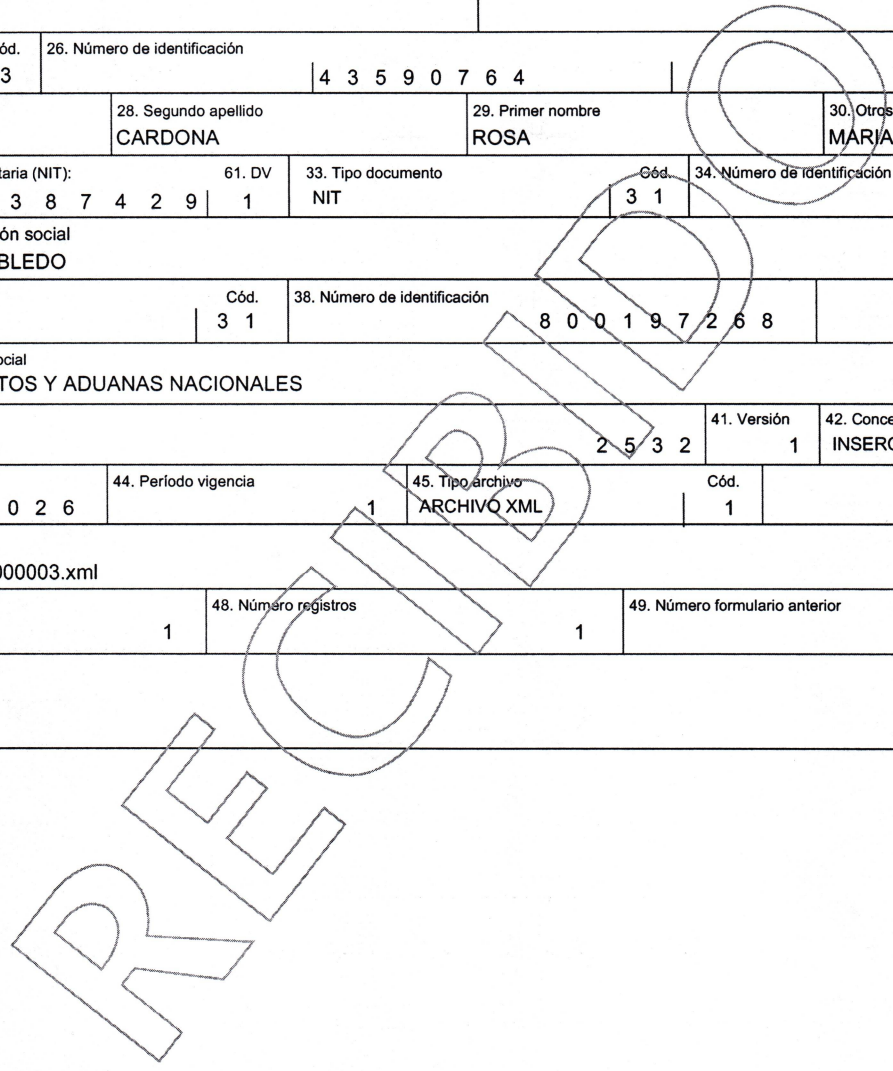 ód. 26. Número de identificación
3 4 3 5 9 0 7 6 4
28. Segundo apellido 29. Primer nombre 30. Otros
CARDONA ROSA MARIA
taria (NIT): 61. DV 33. Tipo documento Cód. 34. Número de identificación
3 8 7 4 2 9 1 NIT 3 1
ón social
BLEDO
Cód. 38. Número de identificación
3 1 8 0 0 1 9 7 2 6 8
ocial
TOS Y ADUANAS NACIONALES
41. Versión 42. Conce
2 5 3 2 1 INSERC
44. Período vigencia 45. Tipo archivo Cód.
0 2 6 1 ARCHIVO XML 1
000003.xml
48. Número registros 49. Número formulario anterior
1 1
RECIBIDO